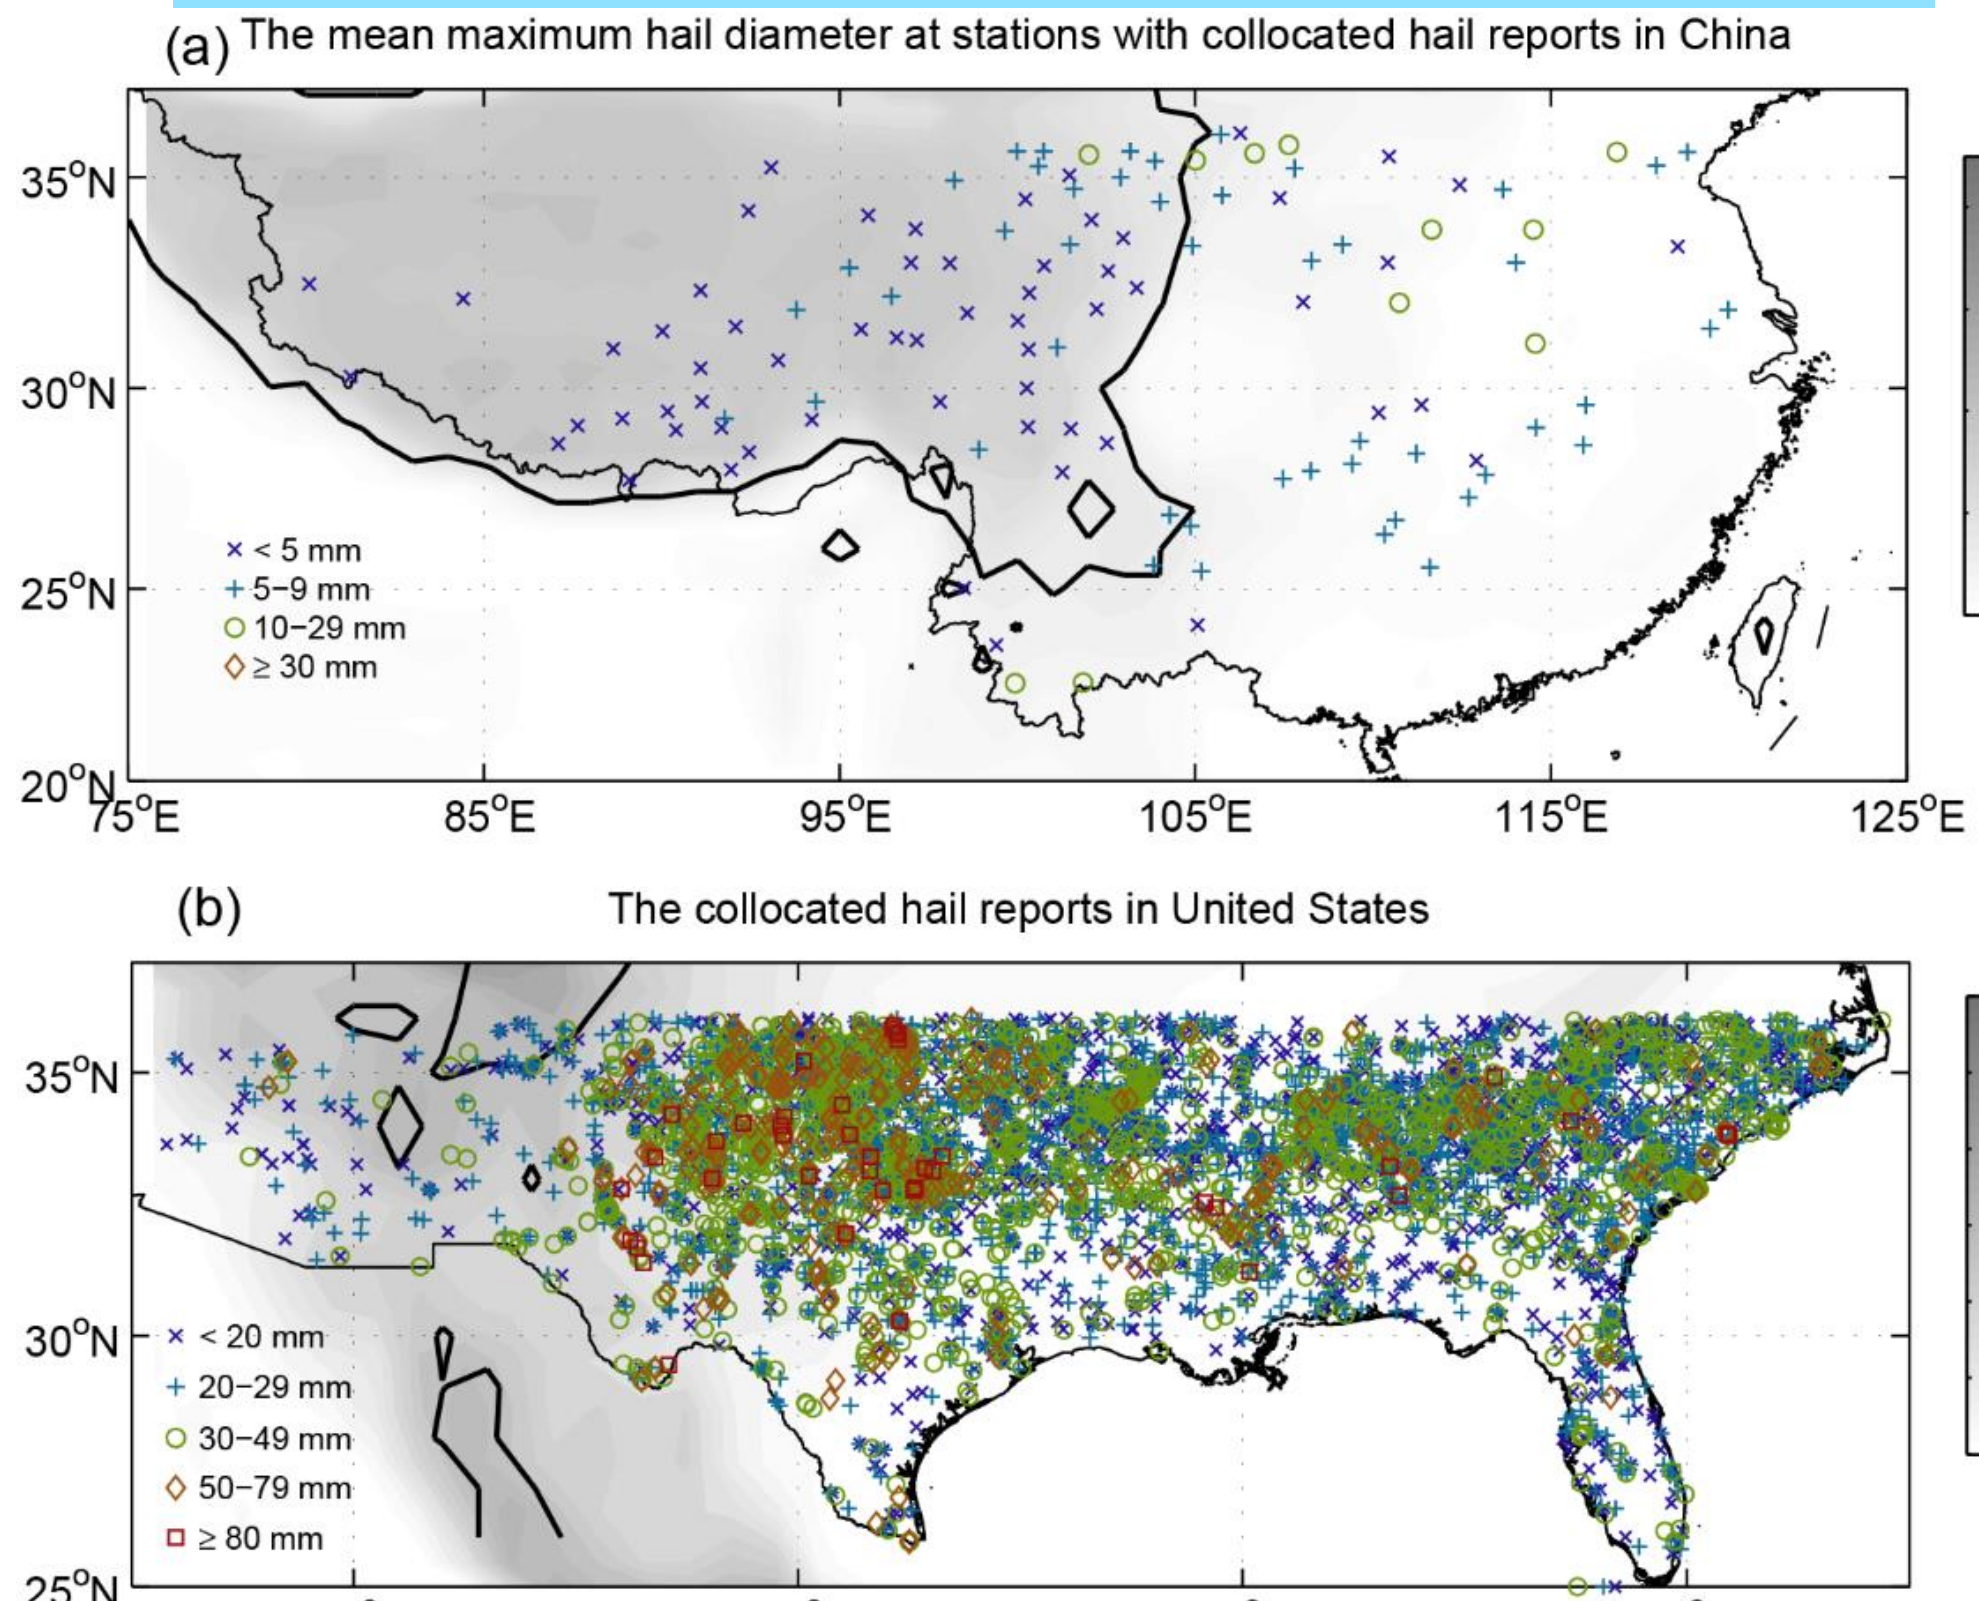 (a) The mean maximum hail diameter at stations with collocated hail reports in China
35°N
30°N
× < 5 mm
+ 5−9 mm
25°N
○ 10−29 mm
◇ ≥ 30 mm
20°N
75°E 85°E 95°E 105°E 115°E 125°E
(b) The collocated hail reports in United States
35°N
30°N
× < 20 mm
+ 20−29 mm
○ 30−49 mm
◇ 50−79 mm
□ ≥ 80 mm
25°N